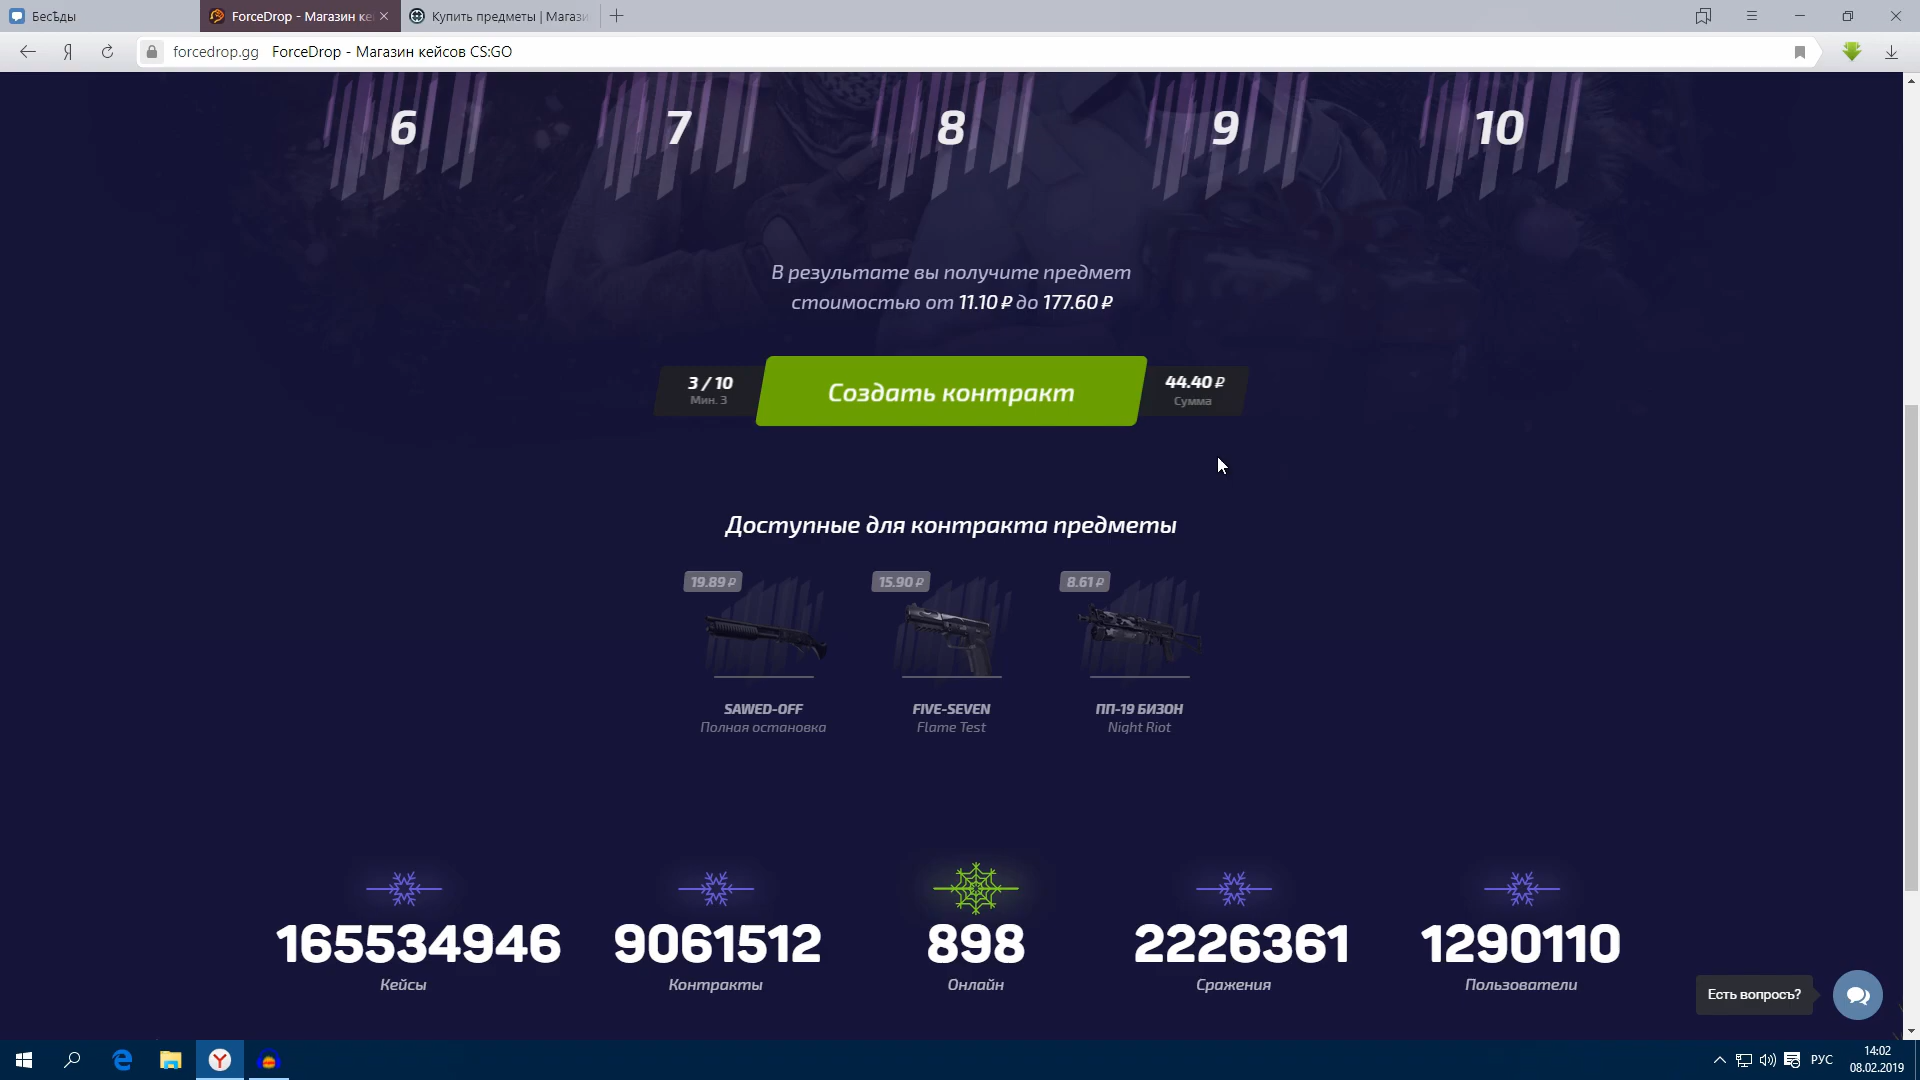 БесѢды
ForceDrop - Магазин ке
Купить предметы | Магази
forcedrop.gg ForceDrop - Магазин кейсов CS:GO
6
7
8
9
10
В результате вы получите предмет
стоимостью от 11.10 ₽ до 177.60 ₽
3 / 10
Мин. 3
Создать контракт
44.40 ₽
Сумма
Доступные для контракта предметы
19.89 ₽
15.90 ₽
8.61 ₽
SAWED-OFF
Полная остановка
FIVE-SEVEN
Flame Test
ПП-19 БИЗОН
Night Riot
165534946
Кейсы
9061512
Контракты
898
Онлайн
2226361
Сражения
1290110
Пользователи
Есть вопросъ?
РУС
14:02
08.02.2019